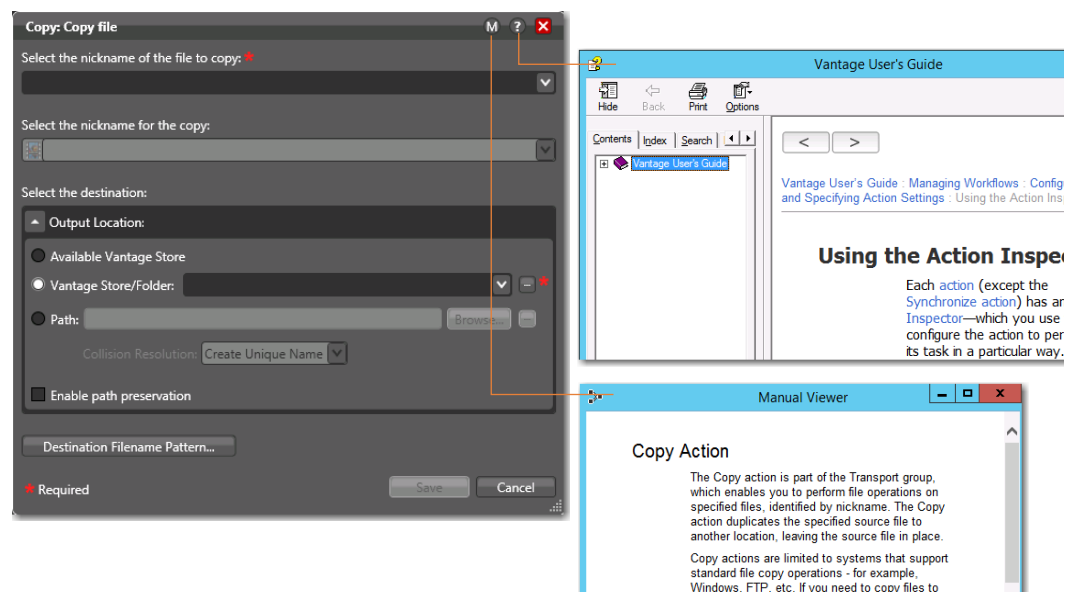 Copy: Copy file
M ?
Select the nickname of the file to copy:
Select the nickname for the copy:
Select the destination:
Output Location:
Available Vantage Store
Vantage Store/Folder:
Path:
Browse...
Collision Resolution: Create Unique Name
Enable path preservation
Destination Filename Pattern...
* Required
Save Cancel
Vantage User's Guide
Hide Back Print Options
Contents Index Search
Vantage User's Guide
< >
Vantage User's Guide : Managing Workflows : Config
and Specifying Action Settings : Using the Action Ins
Using the Action Inspe
Each action (except the
Synchronize action) has an
Inspector—which you use
configure the action to per
its task in a particular way.
Manual Viewer
Copy Action
The Copy action is part of the Transport group,
which enables you to perform file operations on
specified files, identified by nickname. The Copy
action duplicates the specified source file to
another location, leaving the source file in place.
Copy actions are limited to systems that support
standard file copy operations - for example,
Windows, FTP, etc. If you need to copy files to